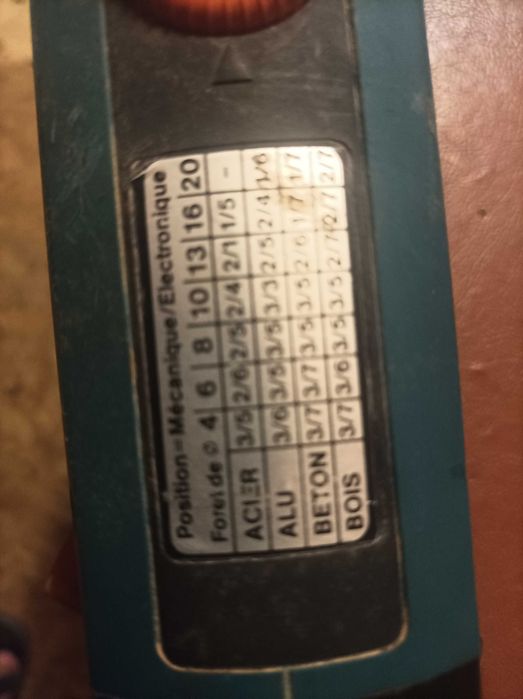 Position = Mécanique/Electronique
Foret de ø 4 6 8 10 13 16 20
ACIER 3/5 2/6 2/5 2/4 2/1 1/5 -
ALU 3/6 3/5 3/5 3/3 2/5 2/4 1/6
BETON 3/7 3/7 3/5 3/5 2/6 1/7 1/7
BOIS 3/7 3/6 3/5 3/5 2/7 2/7 2/7